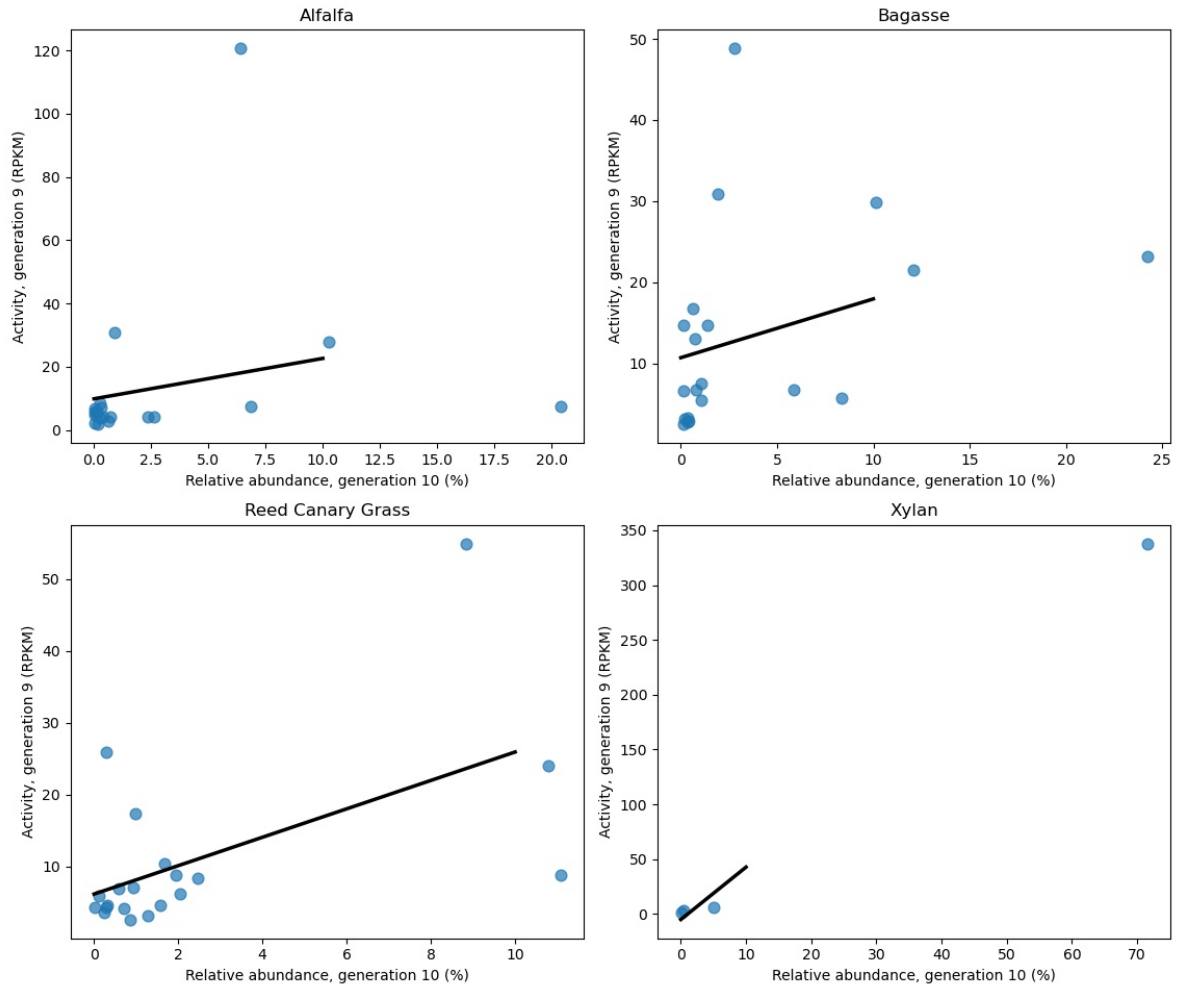 Alfalfa
Activity, generation 9 (RPKM)
120
100
80
60
40
20
0
0.0 2.5 5.0 7.5 10.0 12.5 15.0 17.5 20.0
Relative abundance, generation 10 (%)
Bagasse
Activity, generation 9 (RPKM)
50
40
30
20
10
0 5 10 15 20 25
Relative abundance, generation 10 (%)
Reed Canary Grass
Activity, generation 9 (RPKM)
50
40
30
20
10
0 2 4 6 8 10
Relative abundance, generation 10 (%)
Xylan
Activity, generation 9 (RPKM)
350
300
250
200
150
100
50
0
0 10 20 30 40 50 60 70
Relative abundance, generation 10 (%)